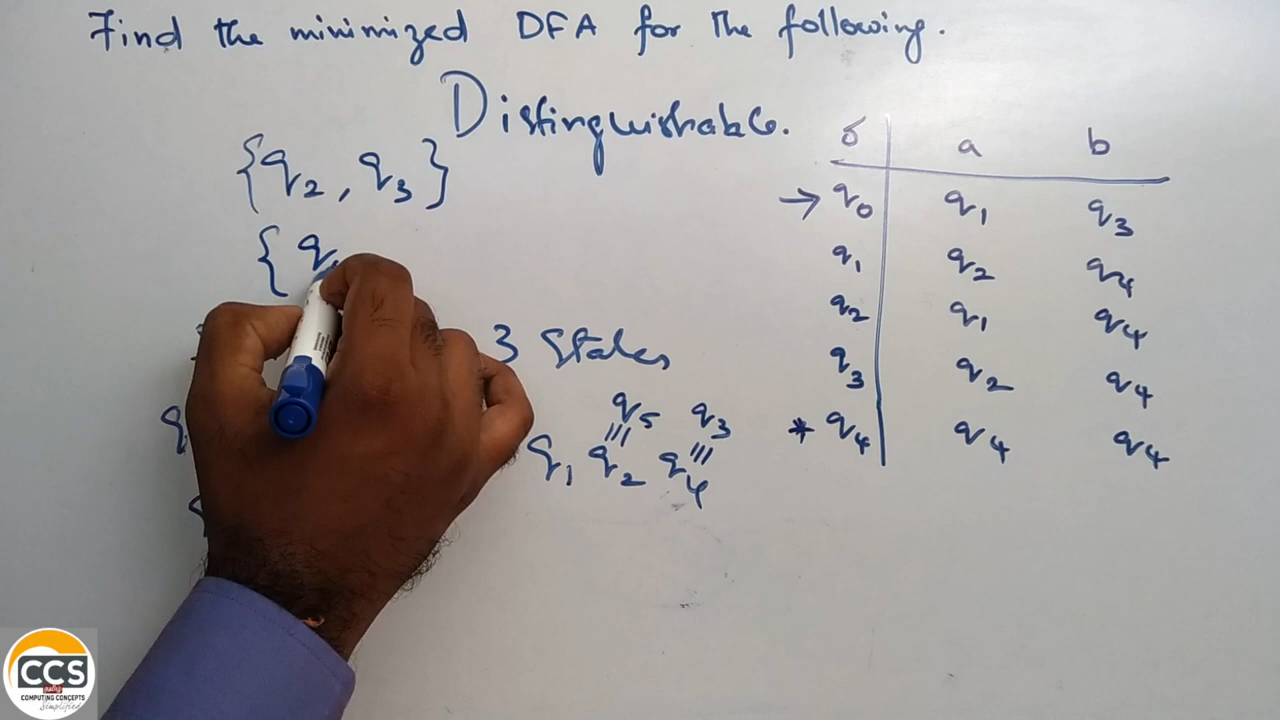 Find the minimized DFA for the following.
Distinguishable.
{q2, q3}
{ q
3 States
q5 q3
q1 q2 q4
δ a b
→ q0 q1 q3
q1 q2 q4
q2 q1 q4
q3 q2 q4
* q4 q4 q4
CCS
COMPUTING CONCEPTS
Simplified